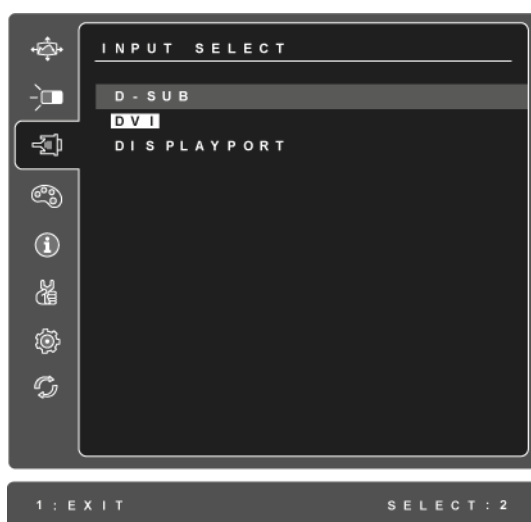 INPUT SELECT
D-SUB
DVI
DISPLAYPORT
1:EXIT SELECT:2